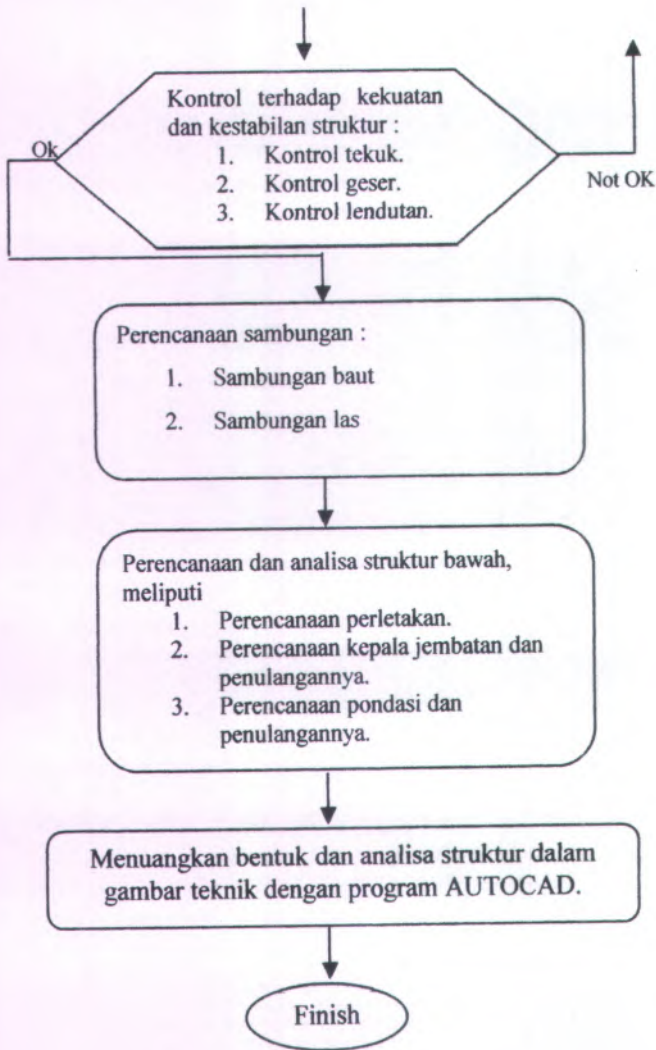 Kontrol terhadap kekuatan
dan kestabilan struktur :
1. Kontrol tekuk.
2. Kontrol geser.
3. Kontrol lendutan.
Ok
Not OK
Perencanaan sambungan :
1. Sambungan baut
2. Sambungan las
Perencanaan dan analisa struktur bawah,
meliputi
1. Perencanaan perletakan.
2. Perencanaan kepala jembatan dan
penulangannya.
3. Perencanaan pondasi dan
penulangannya.
Menuangkan bentuk dan analisa struktur dalam
gambar teknik dengan program AUTOCAD.
Finish